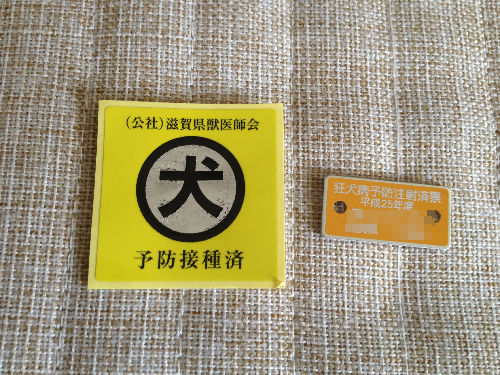 （公社）滋賀県獣医師会
犬
予防接種済
狂犬病予防注射済票
平成25年度